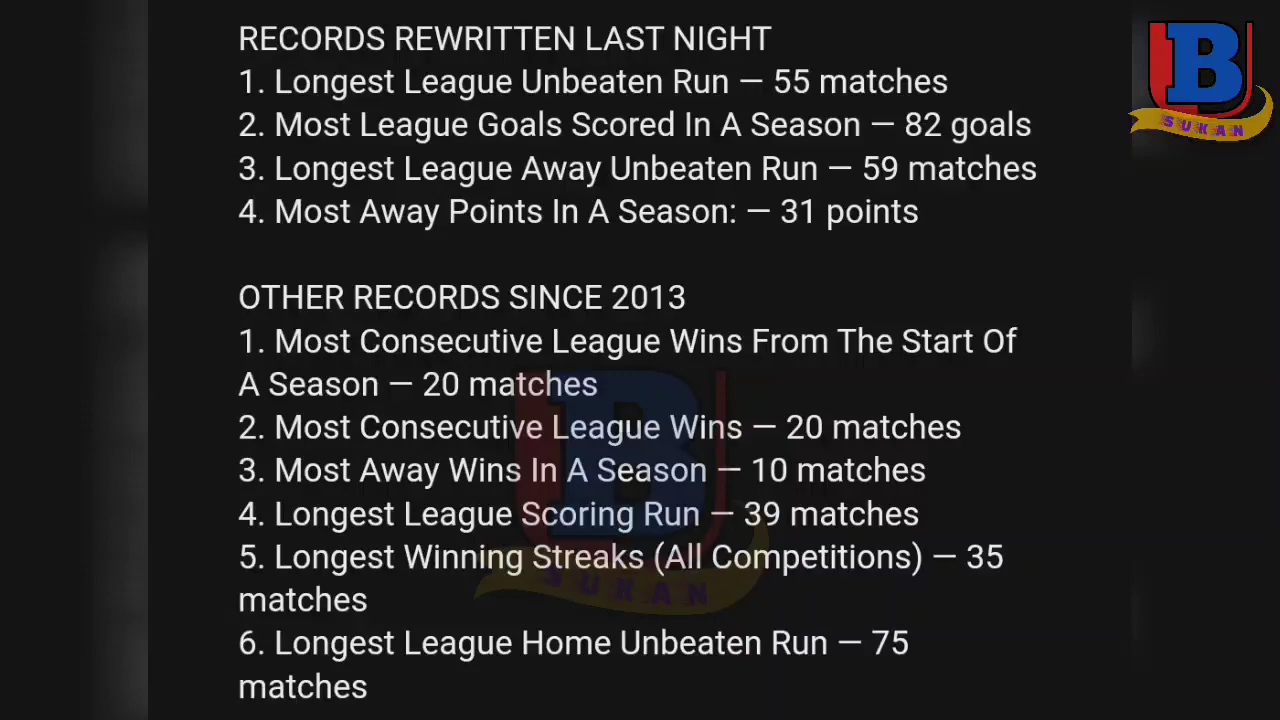 RECORDS REWRITTEN LAST NIGHT
1. Longest League Unbeaten Run — 55 matches
2. Most League Goals Scored In A Season — 82 goals
3. Longest League Away Unbeaten Run — 59 matches
4. Most Away Points In A Season: — 31 points
OTHER RECORDS SINCE 2013
1. Most Consecutive League Wins From The Start Of
A Season — 20 matches
2. Most Consecutive League Wins — 20 matches
3. Most Away Wins In A Season — 10 matches
4. Longest League Scoring Run — 39 matches
5. Longest Winning Streaks (All Competitions) — 35
matches
6. Longest League Home Unbeaten Run — 75
matches
B
SUKAN
B
SUKAN